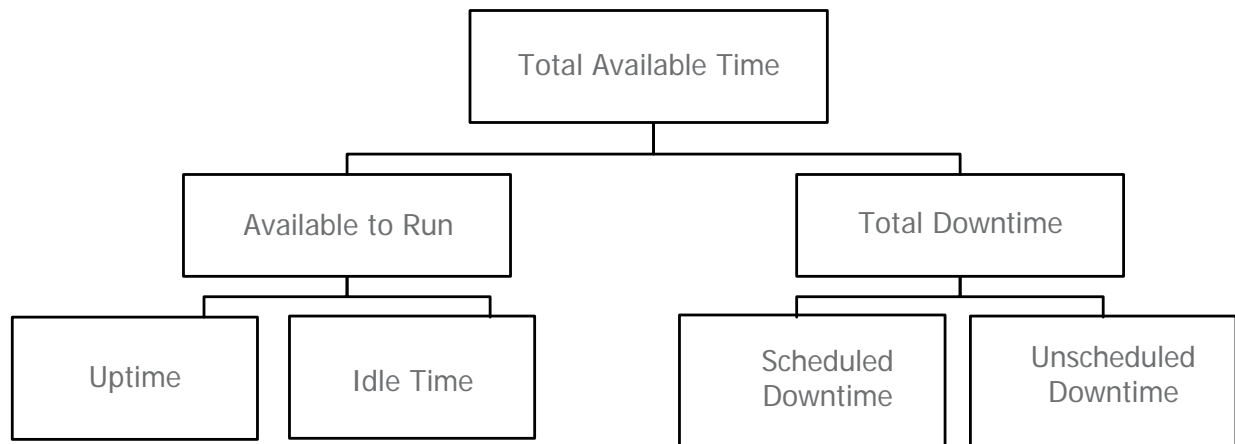 Total Available Time
Available to Run
Total Downtime
Uptime
Idle Time
Scheduled
Downtime
Unscheduled
Downtime